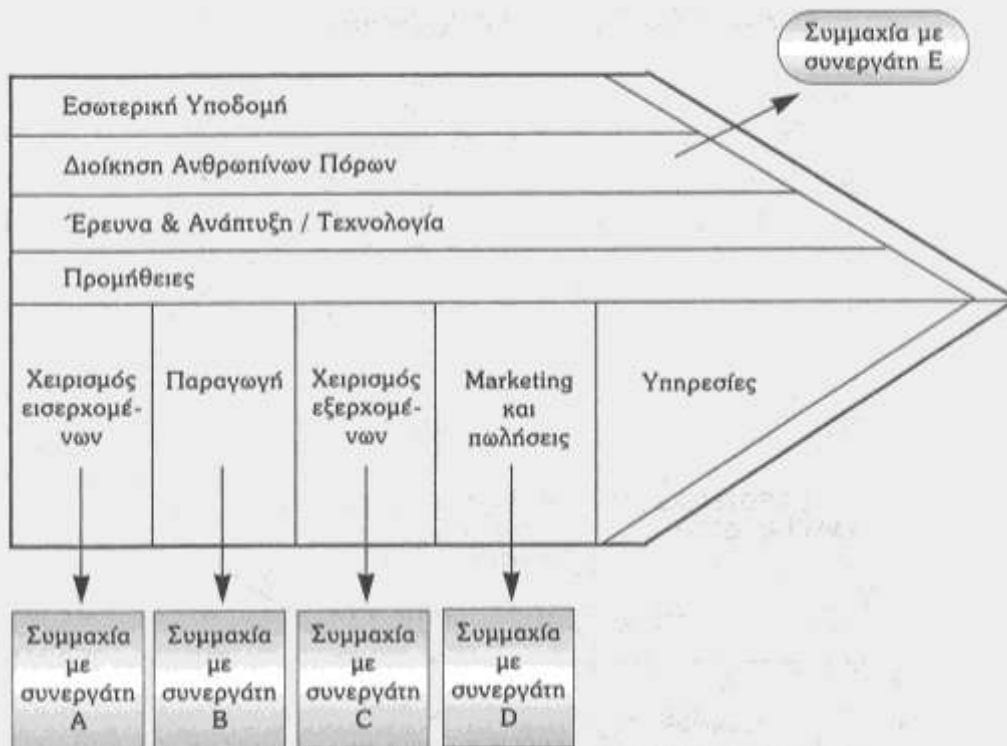 Συμμαχία με
συνεργάτη Ε
Εσωτερική Υποδομή
Διοίκηση Ανθρωπίνων Πόρων
Έρευνα & Ανάπτυξη / Τεχνολογία
Προμήθειες
Χειρισμός
εισερχομέ-
νων
Παραγωγή
Χειρισμός
εξερχομέ-
νων
Marketing
και
πωλήσεις
Υπηρεσίες
Συμμαχία
με
συνεργάτη
A
Συμμαχία
με
συνεργάτη
B
Συμμαχία
με
συνεργάτη
C
Συμμαχία
με
συνεργάτη
D